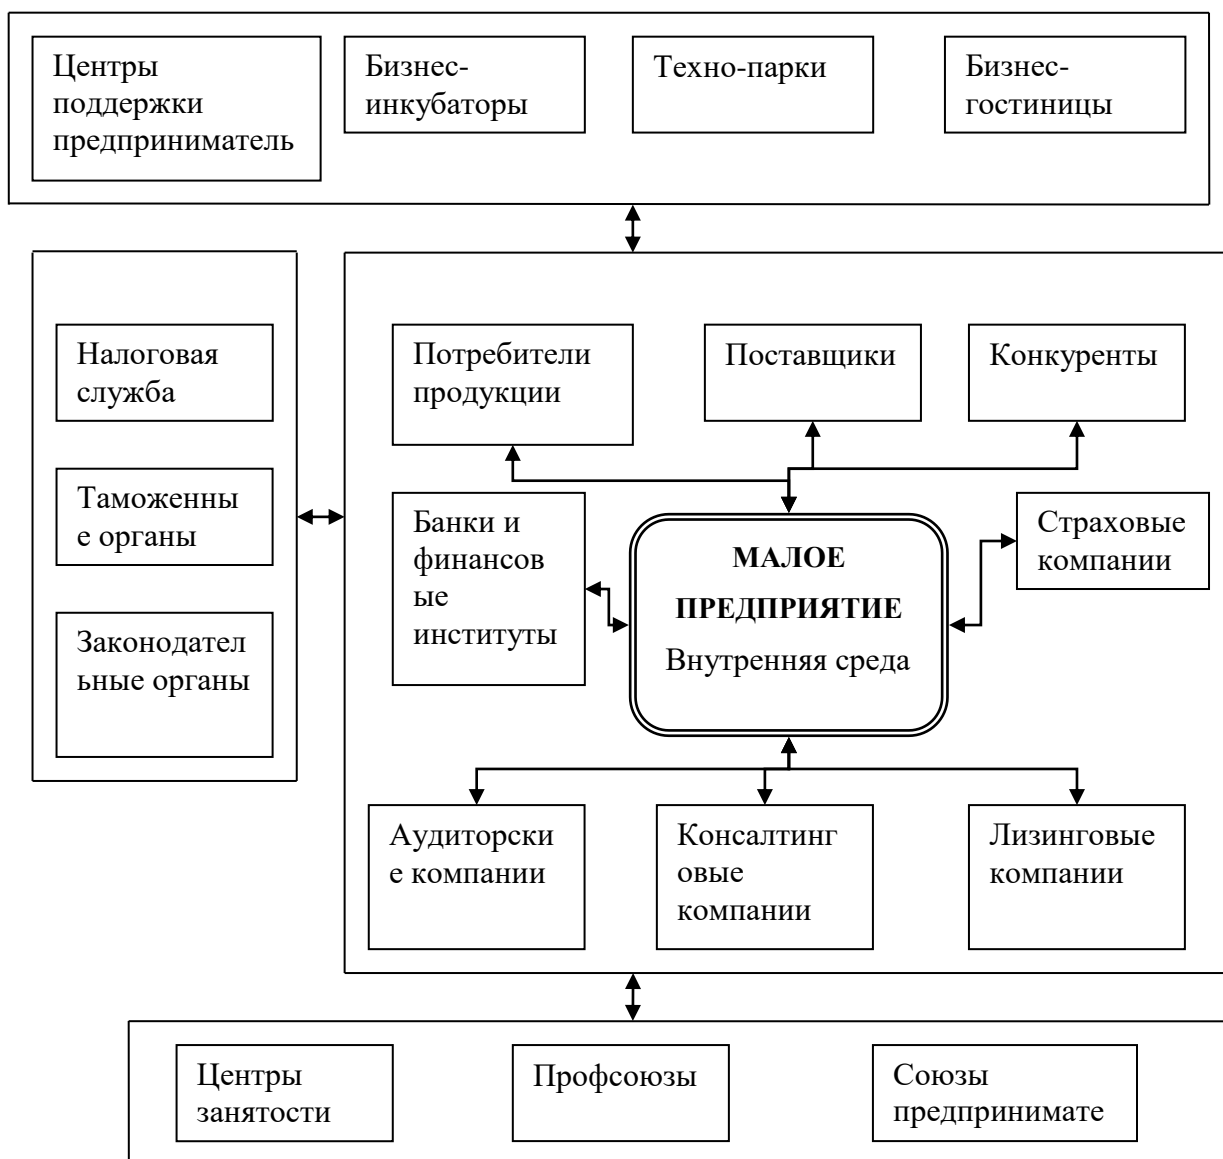 Центры
поддержки
предприниматель
Бизнес-
инкубаторы
Техно-парки
Бизнес-
гостиницы
Налоговая
служба
Таможенны
е органы
Законодател
ьные органы
Потребители
продукции
Поставщики
Конкуренты
Банки и
финансов
ые
институты
МАЛОЕ
ПРЕДПРИЯТИЕ
Внутренняя среда
Страховые
компании
Аудиторски
е компании
Консалтинг
овые
компании
Лизинговые
компании
Центры
занятости
Профсоюзы
Союзы
предпринимате